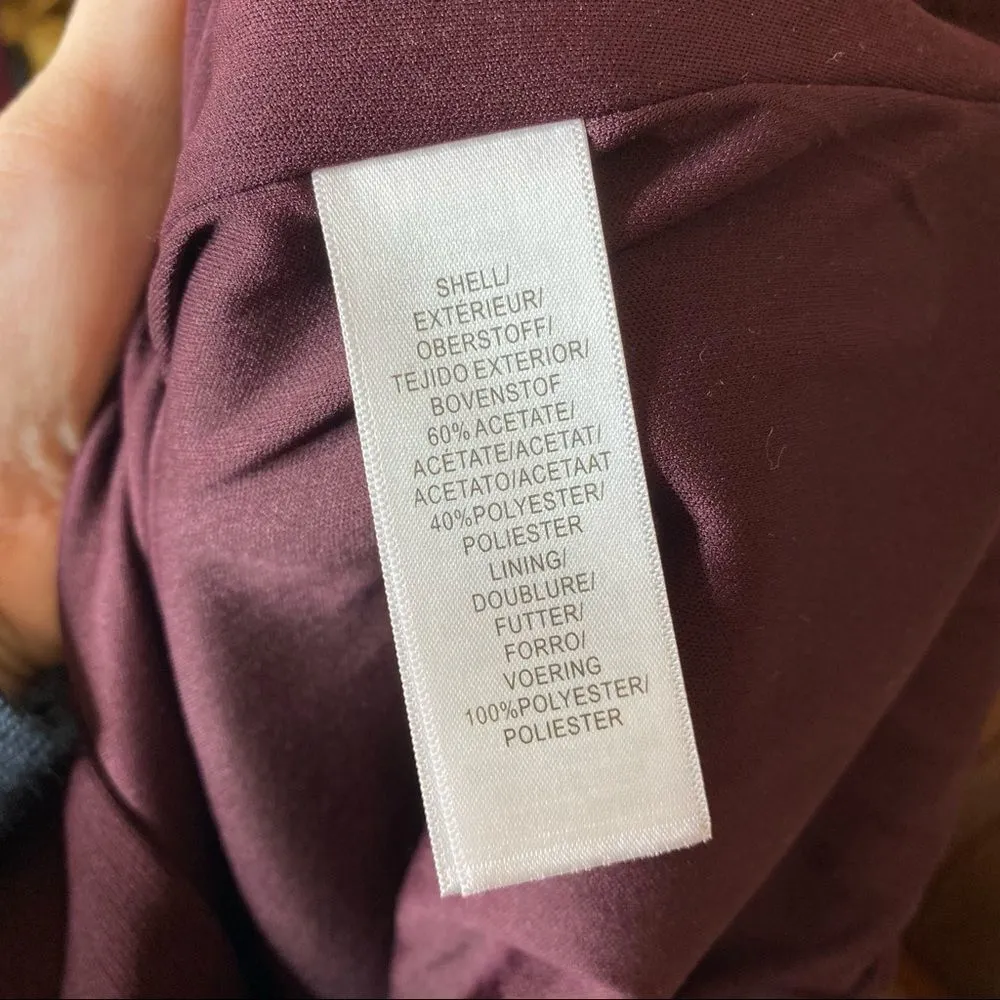 SHELL/
EXTERIEUR/
OBERSTOFF/
TEJIDO EXTERIOR/
BOVENSTOF
60% ACETATE/
ACÉTATE/ACETAT/
ACETATO/ACETAAT
40%POLYESTER/
POLIESTER
LINING/
DOUBLURE/
FUTTER/
FORRO/
VOERING
100%POLYESTER/
POLIESTER